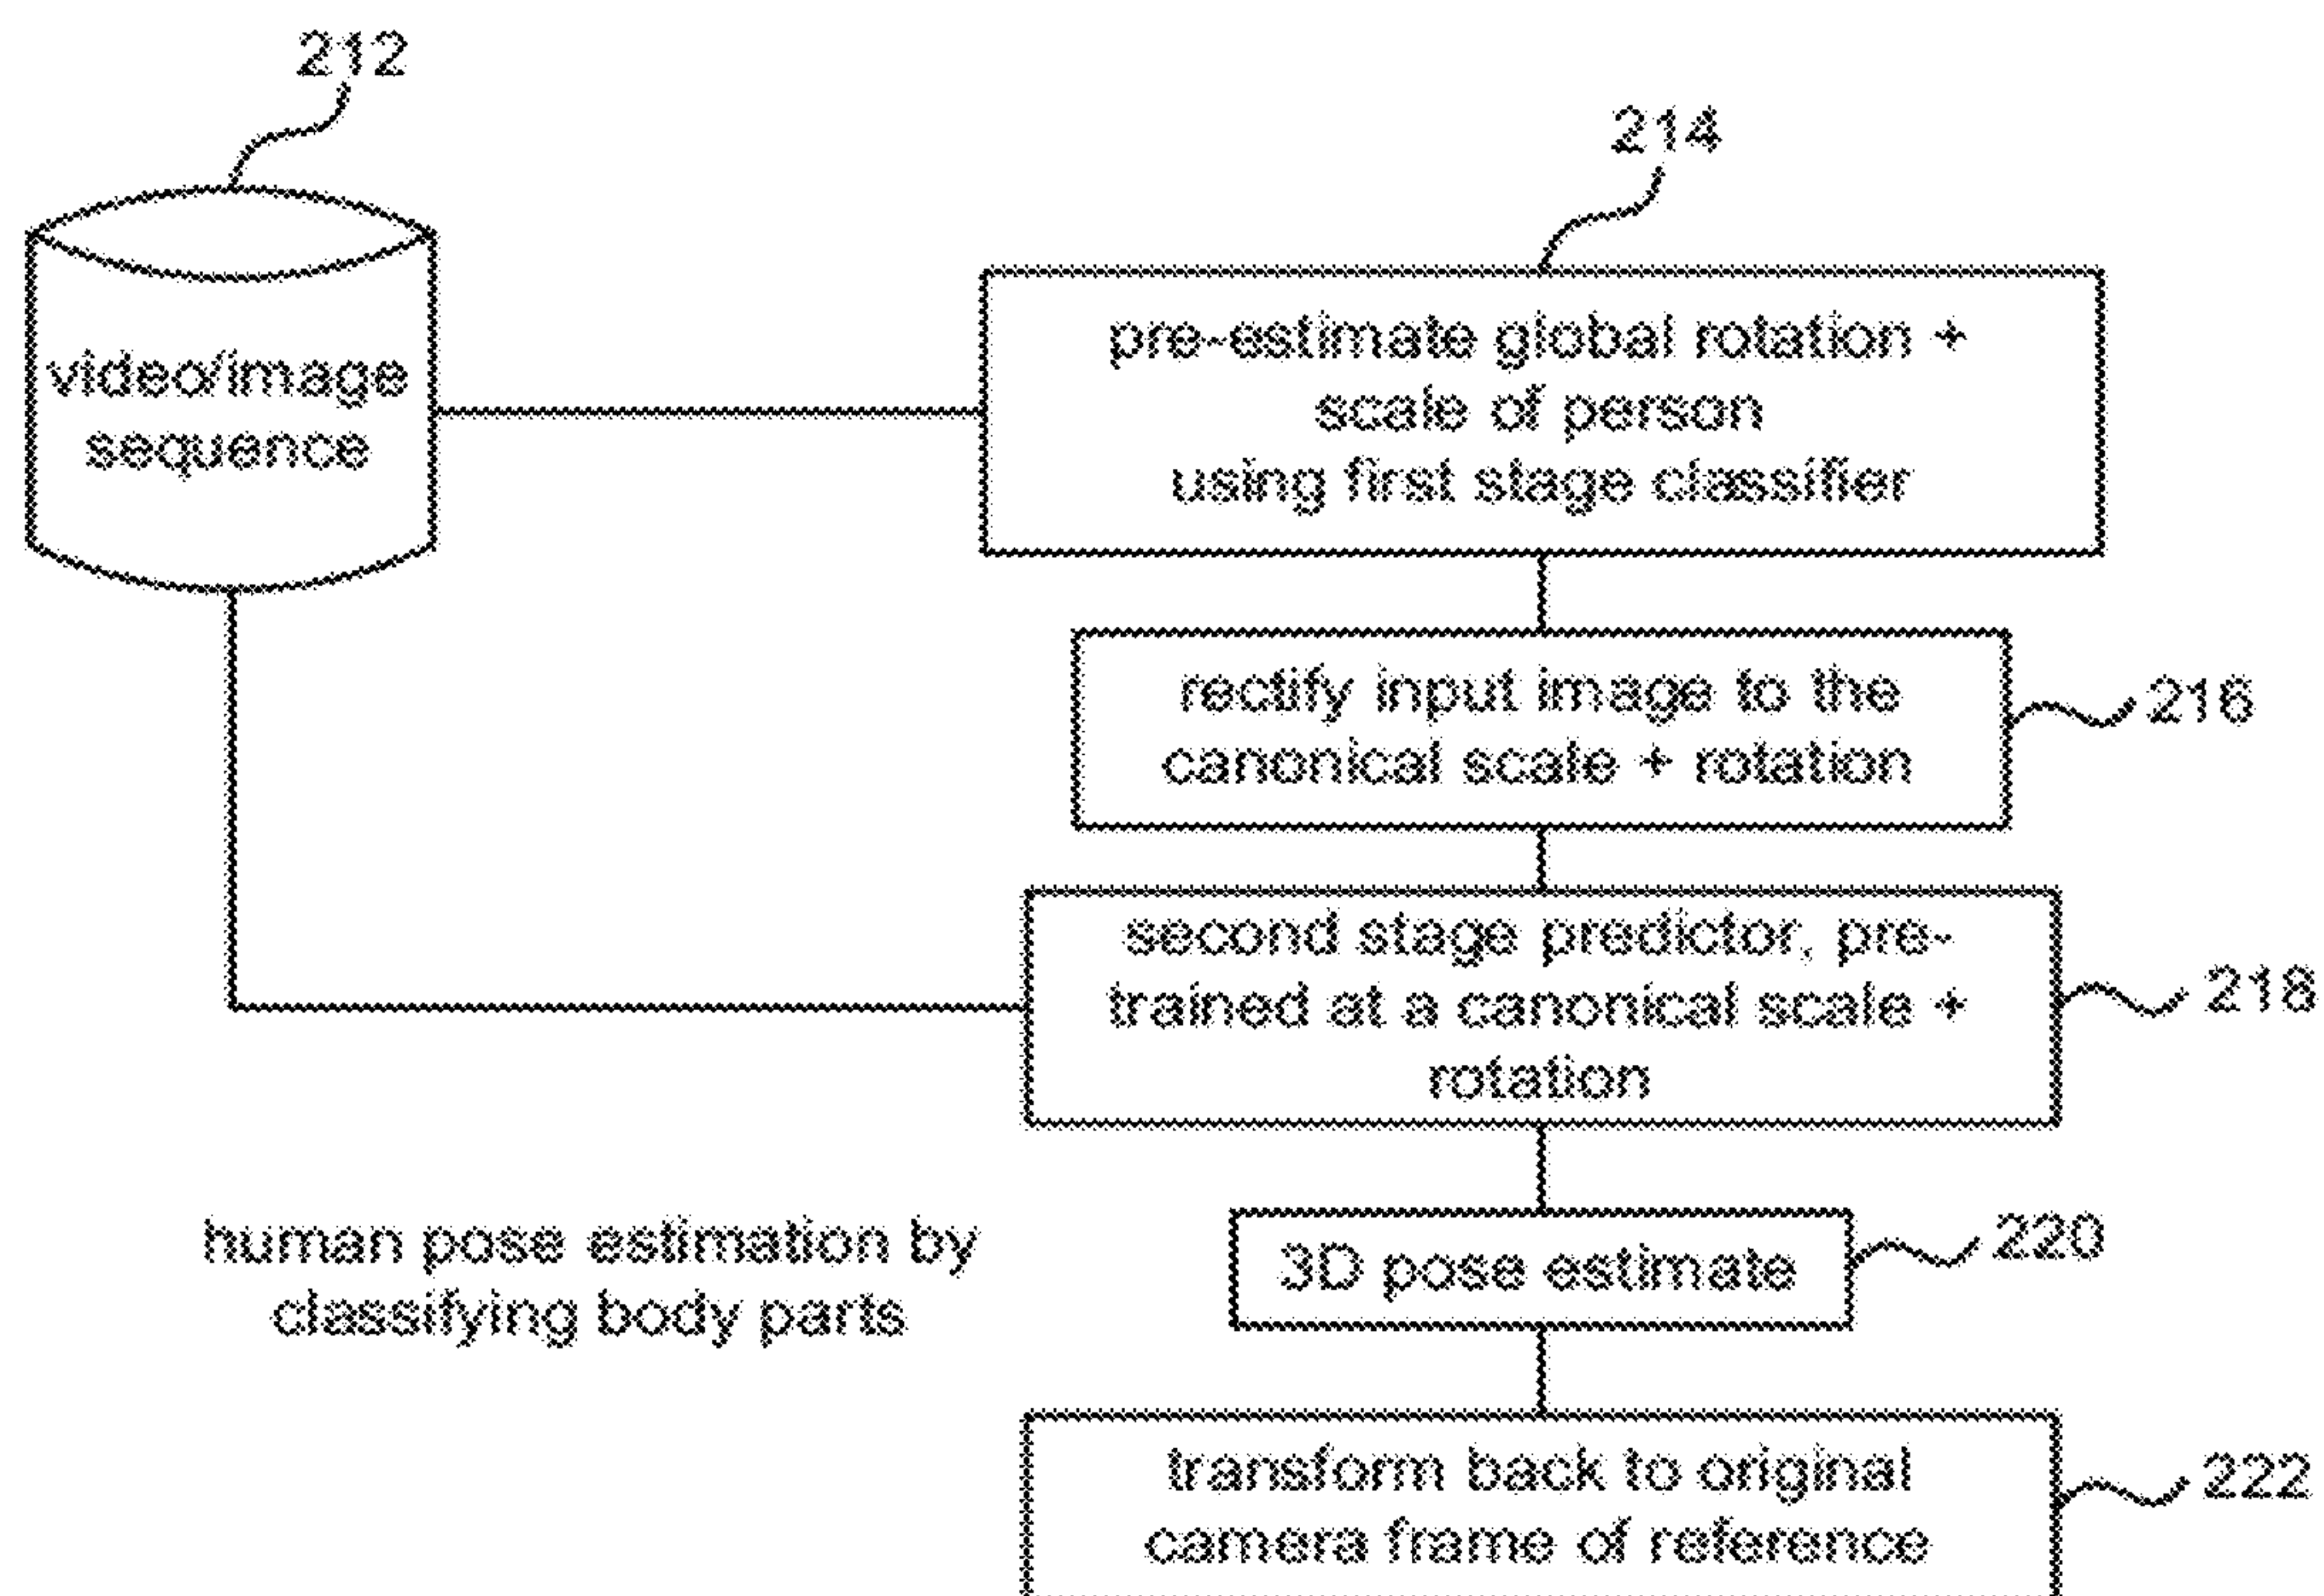 212
214
video/image
sequence
pre-estimate global rotation +
scale of person
using first stage classifier
rectify input image to the
canonical scale + rotation
216
second stage predictor, pre-
trained at a canonical scale +
rotation
218
human pose estimation by
classifying body parts
3D pose estimate
220
transform back to original
camera frame of reference
222